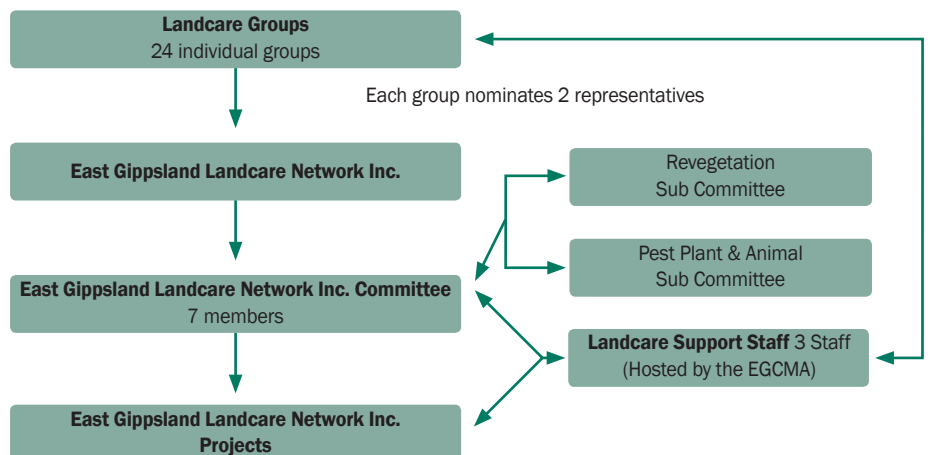 Landcare Groups
24 individual groups
Each group nominates 2 representatives
East Gippsland Landcare Network Inc.
Revegetation
Sub Committee
Pest Plant & Animal
Sub Committee
East Gippsland Landcare Network Inc. Committee
7 members
Landcare Support Staff 3 Staff
(Hosted by the EGCMA)
East Gippsland Landcare Network Inc.
Projects